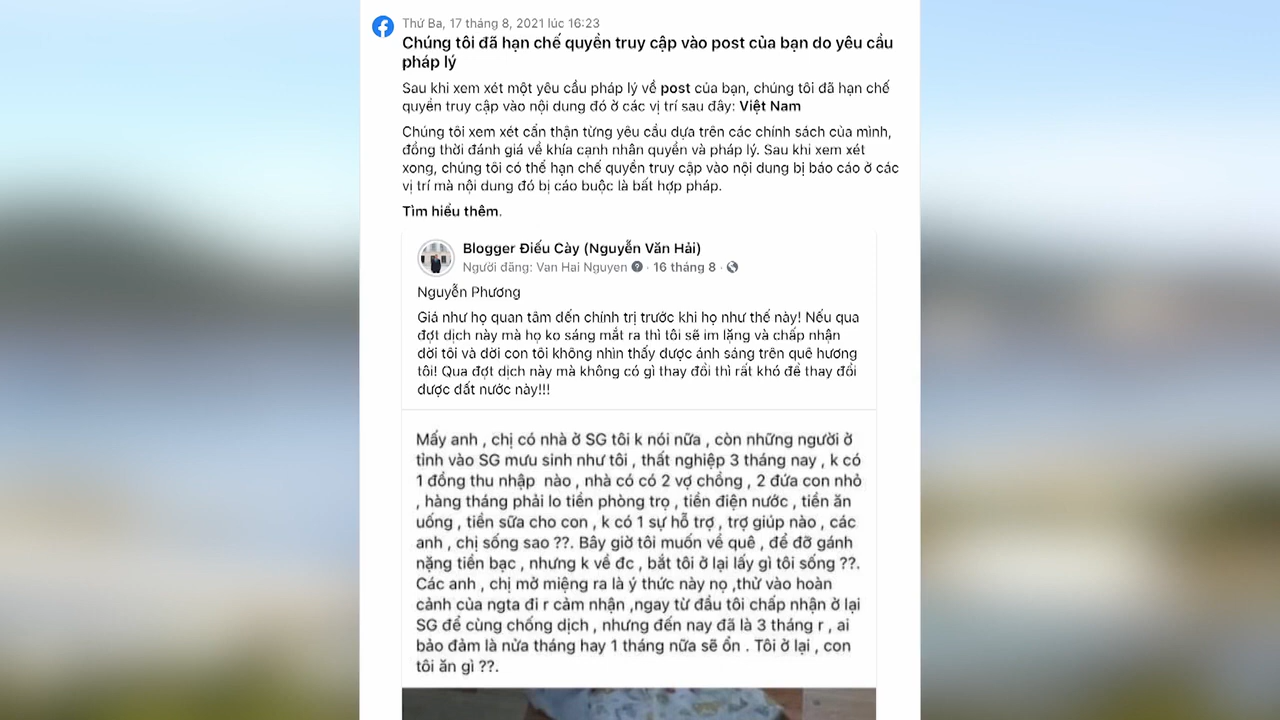 Thứ Ba, 17 tháng 8, 2021 lúc 16:23
Chúng tôi đã hạn chế quyền truy cập vào post của bạn do yêu cầu
pháp lý
Sau khi xem xét một yêu cầu pháp lý về post của bạn, chúng tôi đã hạn chế
quyền truy cập vào nội dung đó ở các vị trí sau đây: Việt Nam
Chúng tôi xem xét cẩn thận từng yêu cầu dựa trên các chính sách của mình,
đồng thời đánh giá về khía cạnh nhân quyền và pháp lý. Sau khi xem xét
xong, chúng tôi có thể hạn chế quyền truy cập vào nội dung bị báo cáo ở các
vị trí mà nội dung đó bị cáo buộc là bất hợp pháp.
Tìm hiểu thêm.
Blogger Điếu Cày (Nguyễn Văn Hải)
Người đăng: Van Hai Nguyen · 16 tháng 8 ·
Nguyễn Phương
Giá như họ quan tâm đến chính trị trước khi họ như thế này! Nếu qua
đợt dịch này mà họ ko sáng mắt ra thì tôi sẽ im lặng và chấp nhận
đời tôi và đời con tôi không nhìn thấy được ánh sáng trên quê hương
tôi! Qua đợt dịch này mà không có gì thay đổi thì rất khó để thay đổi
được đất nước này!!!
Mấy anh , chị có nhà ở SG tôi k nói nữa , còn những người ở
tỉnh vào SG mưu sinh như tôi , thất nghiệp 3 tháng nay , k có
1 đồng thu nhập nào , nhà có có 2 vợ chồng , 2 đứa con nhỏ
, hàng tháng phải lo tiền phòng trọ , tiền điện nước , tiền ăn
uống , tiền sữa cho con , k có 1 sự hỗ trợ , trợ giúp nào , các
anh , chị sống sao ??. Bây giờ tôi muốn về quê , để đỡ gánh
nặng tiền bạc , nhưng k về đc , bắt tôi ở lại lấy gì tôi sống ??.
Các anh , chị mở miệng ra là ý thức này nọ ,thử vào hoàn
cảnh của ngta đi r cảm nhận ,ngay từ đầu tôi chấp nhận ở lại
SG để cùng chống dịch , nhưng đến nay đã là 3 tháng r , ai
bảo đảm là nửa tháng hay 1 tháng nữa sẽ ổn . Tôi ở lại , con
tôi ăn gì ??.